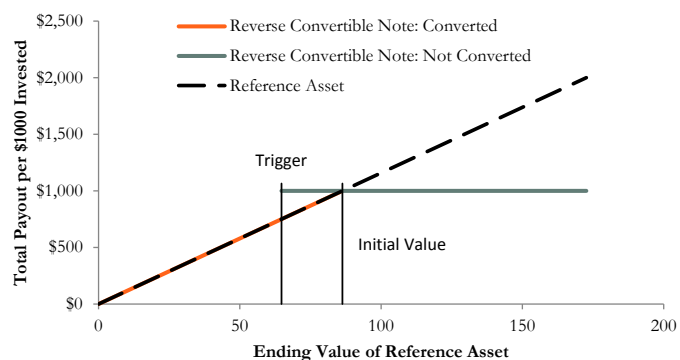 $2,500
Reverse Convertible Note: Converted
Reverse Convertible Note: Not Converted
$2,000
Reference Asset
$1,500
Trigger
$1,000
Initial Value
$500
$0
0 50 100 150 200
Total Payout per $1000 Invested
Ending Value of Reference Asset